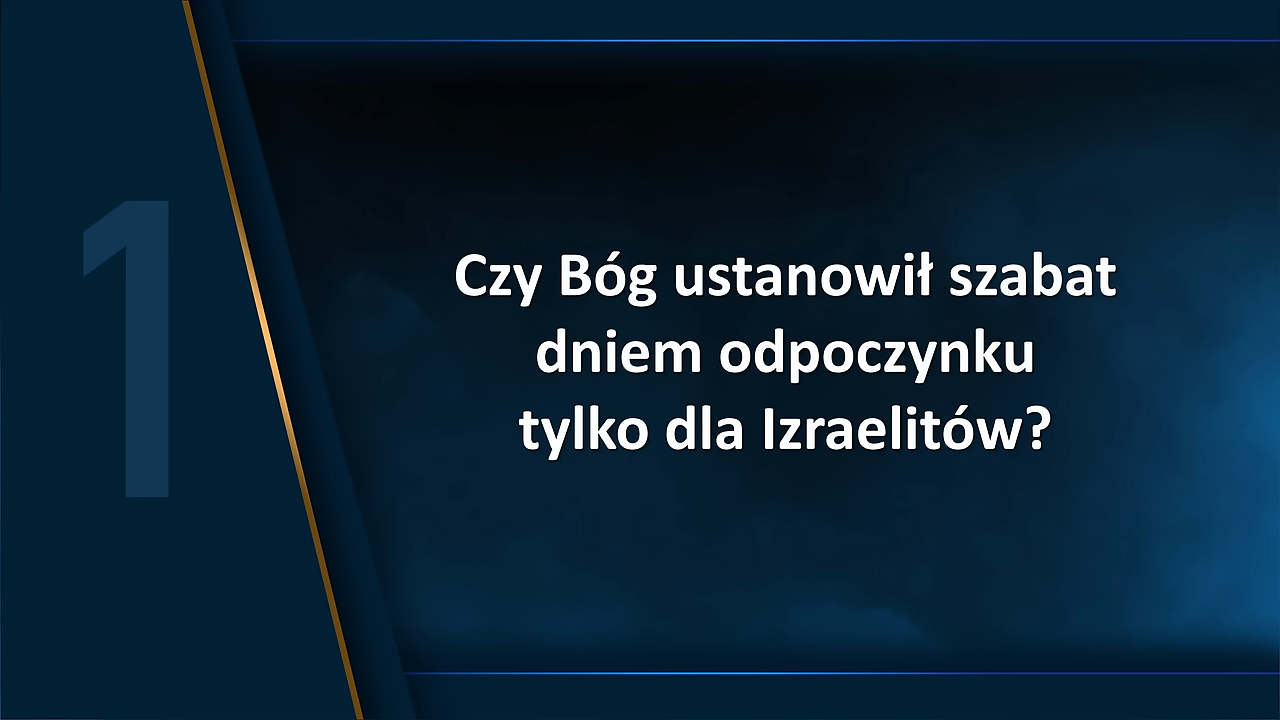 1
Czy Bóg ustanowił szabat
dniem odpoczynku
tylko dla Izraelitów?